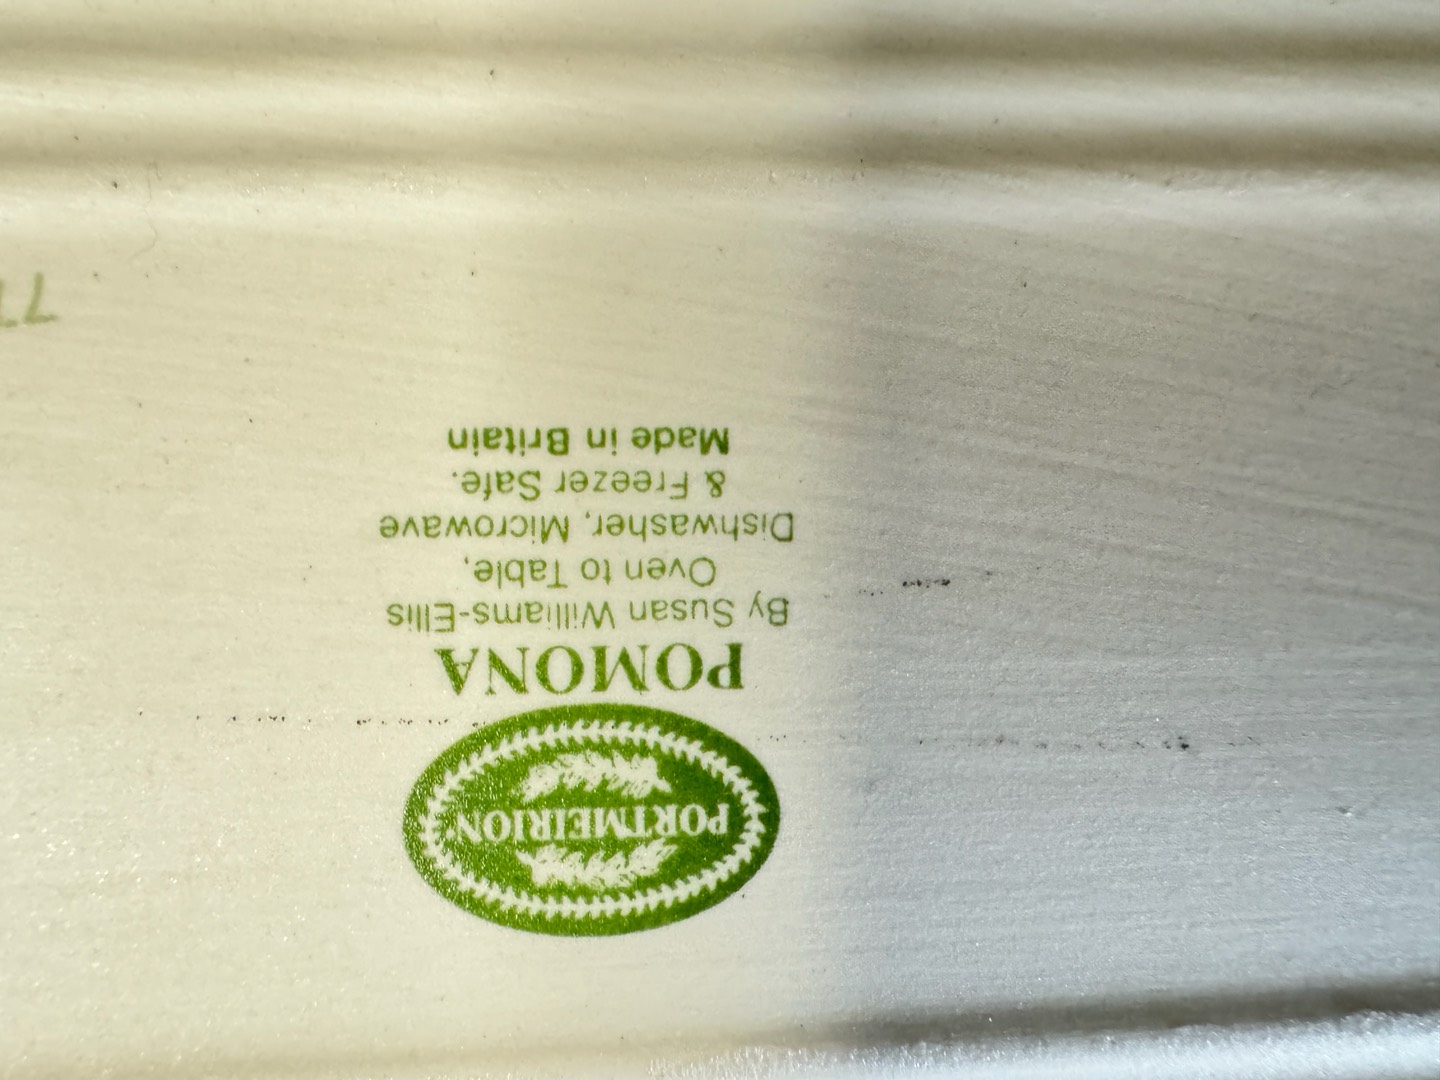 PORTMEIRION
POMONA
By Susan Williams-Ellis
Oven to Table,
Dishwasher, Microwave
& Freezer Safe.
Made in Britain